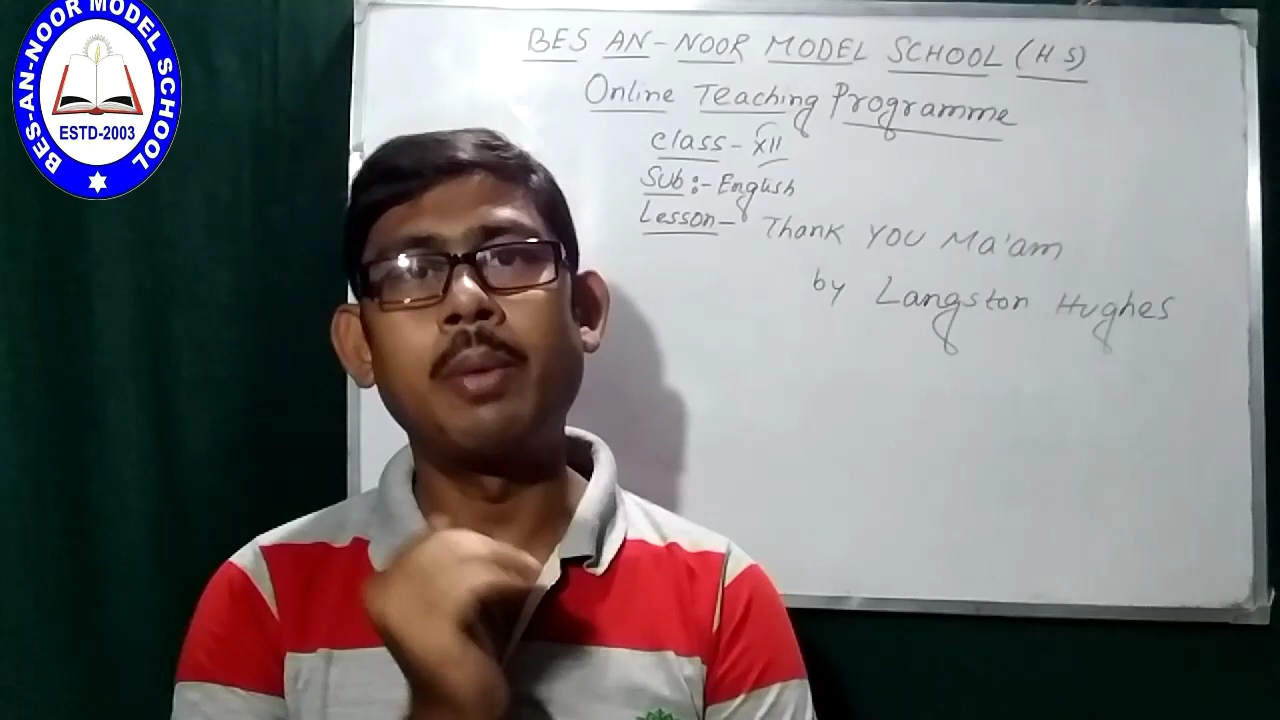 BES-AN-NOOR MODEL SCHOOL
ESTD-2003
BES AN-NOOR MODEL SCHOOL (H S)
Online Teaching Programme
Class - XII
Sub :- English
Lesson - Thank YOU Ma'am
by Langston Hughes